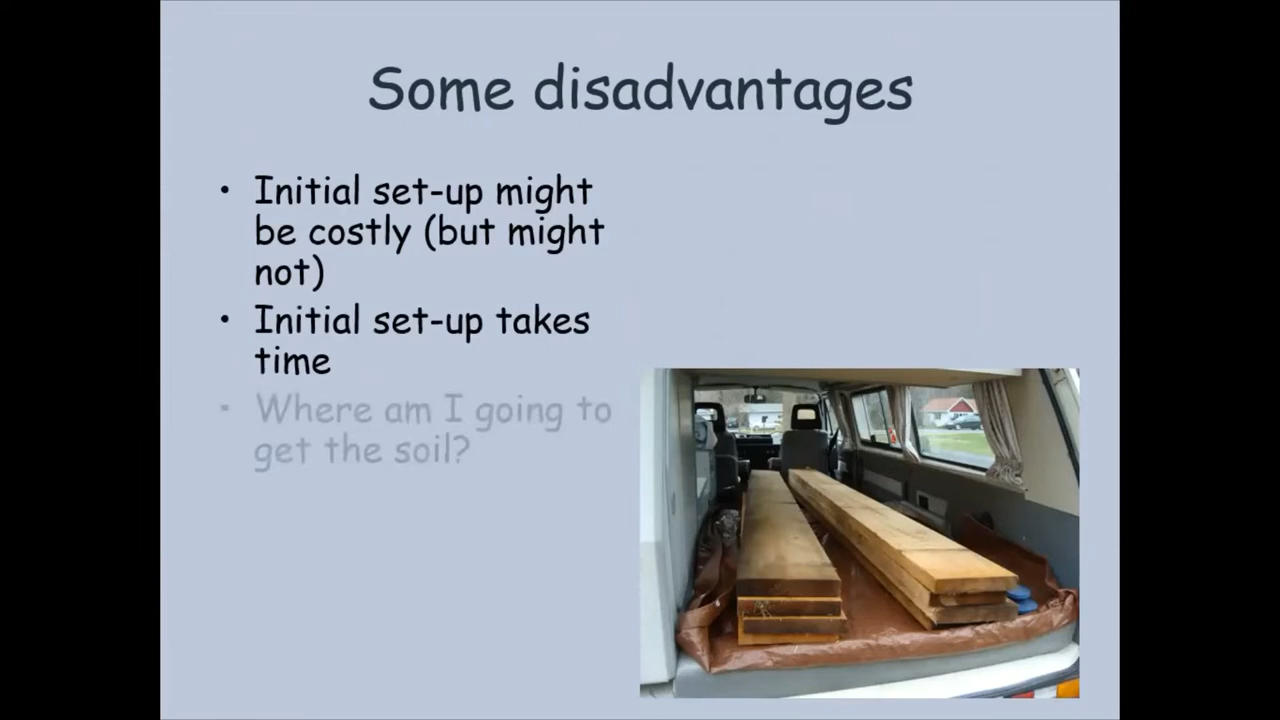 Some disadvantages
• Initial set-up might
be costly (but might
not)
• Initial set-up takes
time
• Where am I going to
get the soil?